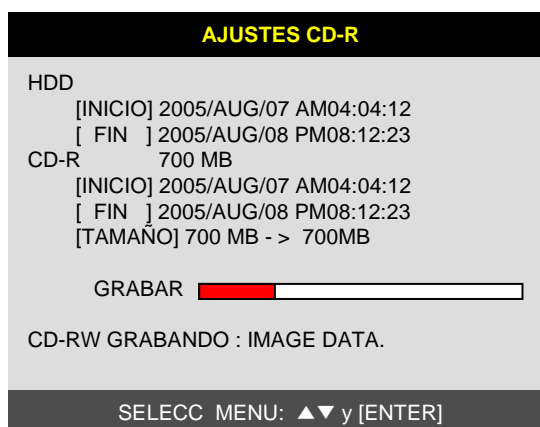 AJUSTES CD-R
HDD
[INICIO] 2005/AUG/07 AM04:04:12
[ FIN ] 2005/AUG/08 PM08:12:23
CD-R 700 MB
[INICIO] 2005/AUG/07 AM04:04:12
[ FIN ] 2005/AUG/08 PM08:12:23
[TAMAÑO] 700 MB - > 700MB
GRABAR
CD-RW GRABANDO : IMAGE DATA.
SELECC MENU: ▲▼ y [ENTER]